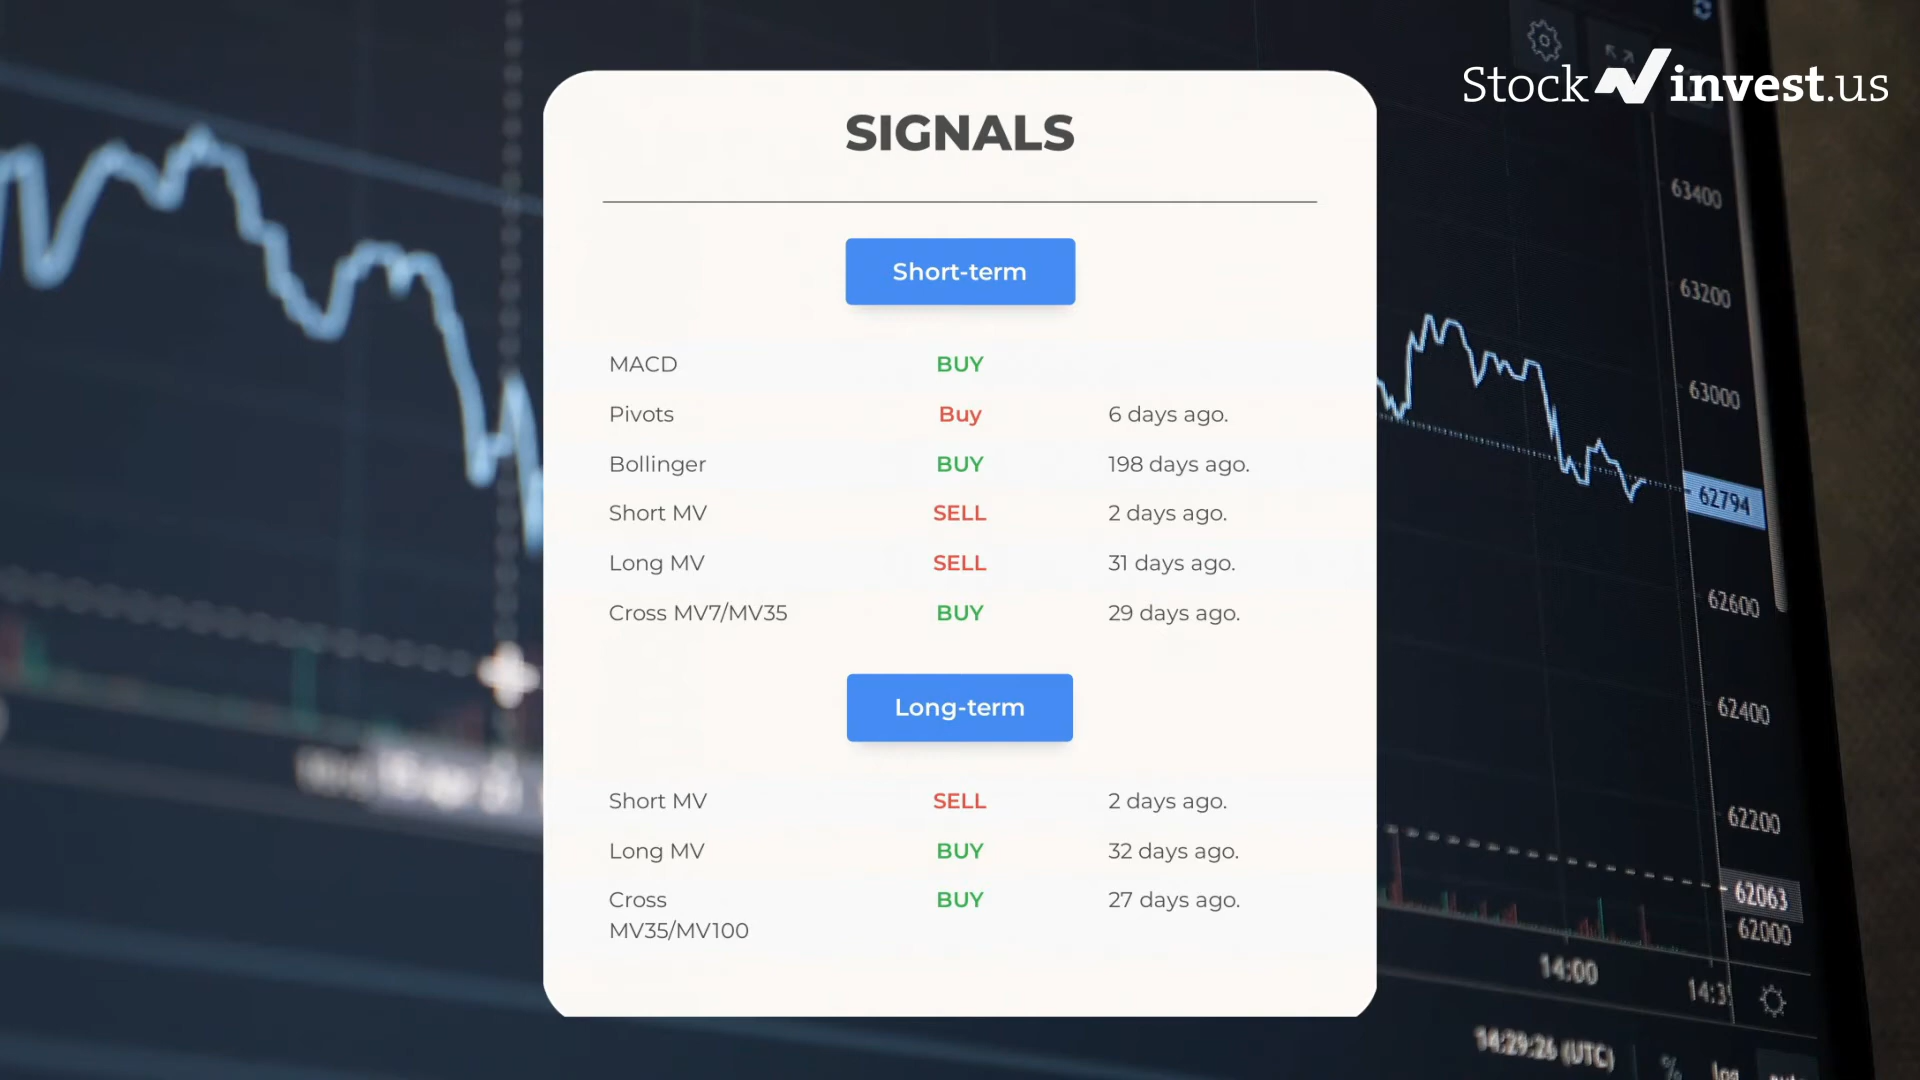 Stock invest.us
SIGNALS
Short-term
MACD BUY
Pivots Buy 6 days ago.
Bollinger BUY 198 days ago.
Short MV SELL 2 days ago.
Long MV SELL 31 days ago.
Cross MV7/MV35 BUY 29 days ago.
Long-term
Short MV SELL 2 days ago.
Long MV BUY 32 days ago.
Cross BUY 27 days ago.
MV35/MV100
63400
63200
63000
62794
62600
62400
62200
62063
62000
14:00
14:29:26 (UTC)
%
log